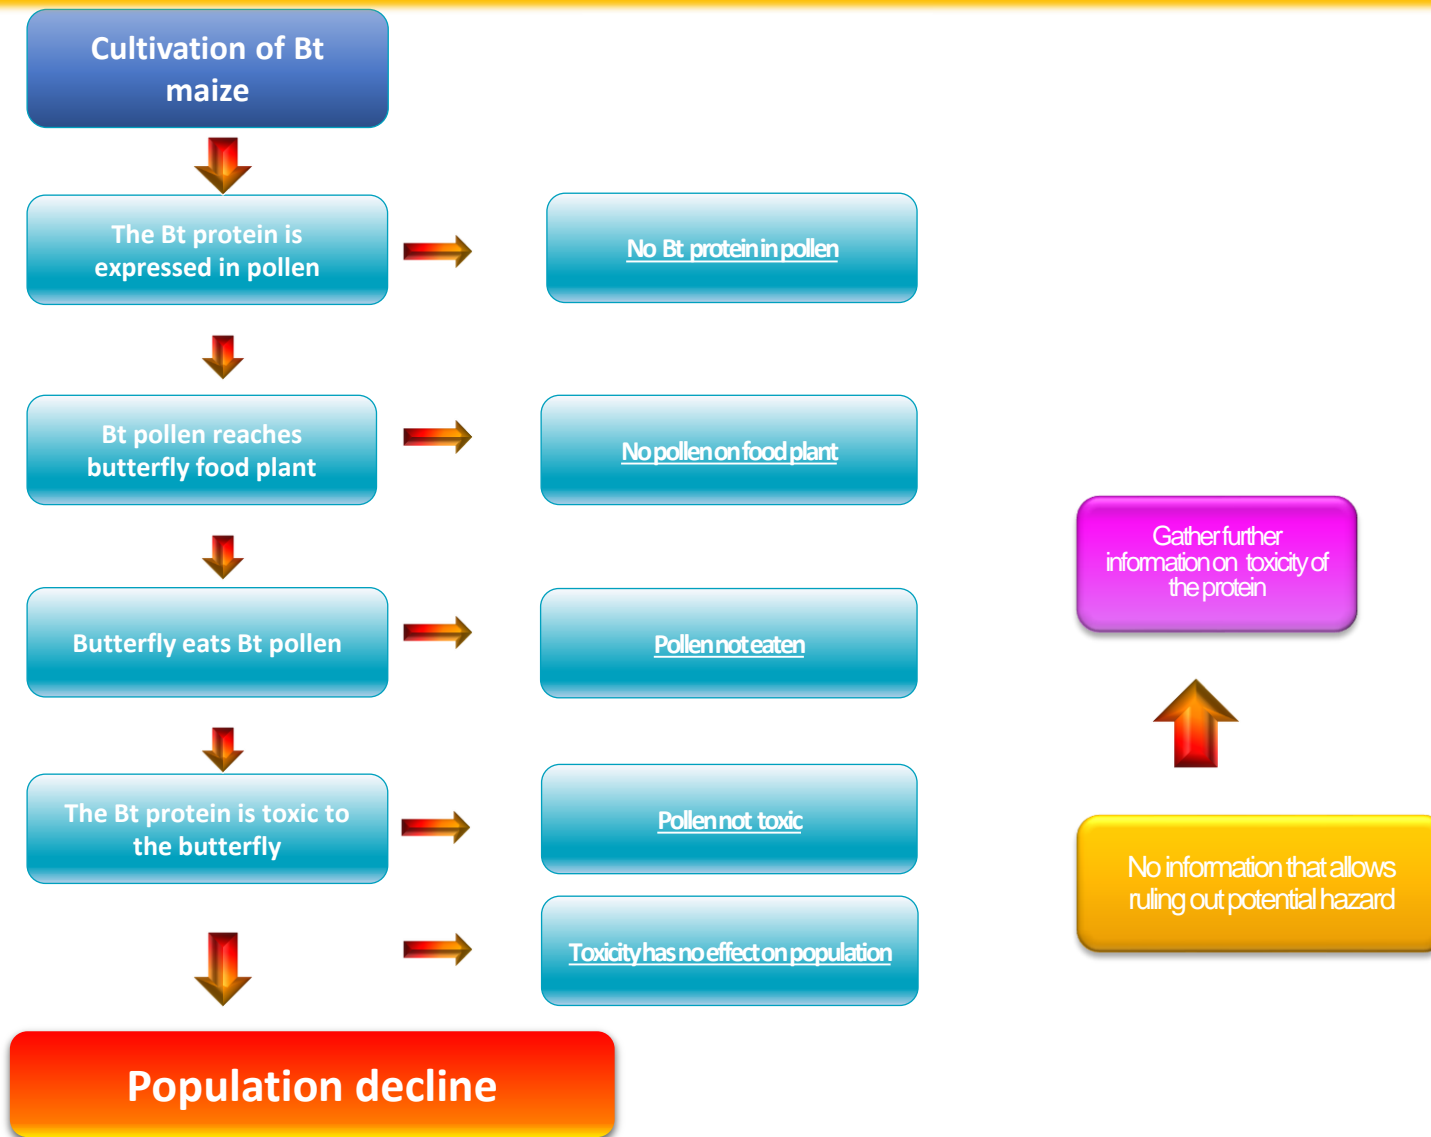 Cultivation of Bt
maize
The Bt protein is
expressed in pollen
No Bt protein in pollen
Bt pollen reaches
butterfly food plant
No pollen on food plant
Butterfly eats Bt pollen
Pollen not eaten
The Bt protein is toxic to
the butterfly
Pollen not toxic
Toxicity has no effect on population
Population decline
Gather further
information on toxicity of
the protein
No information that allows
ruling out potential hazard